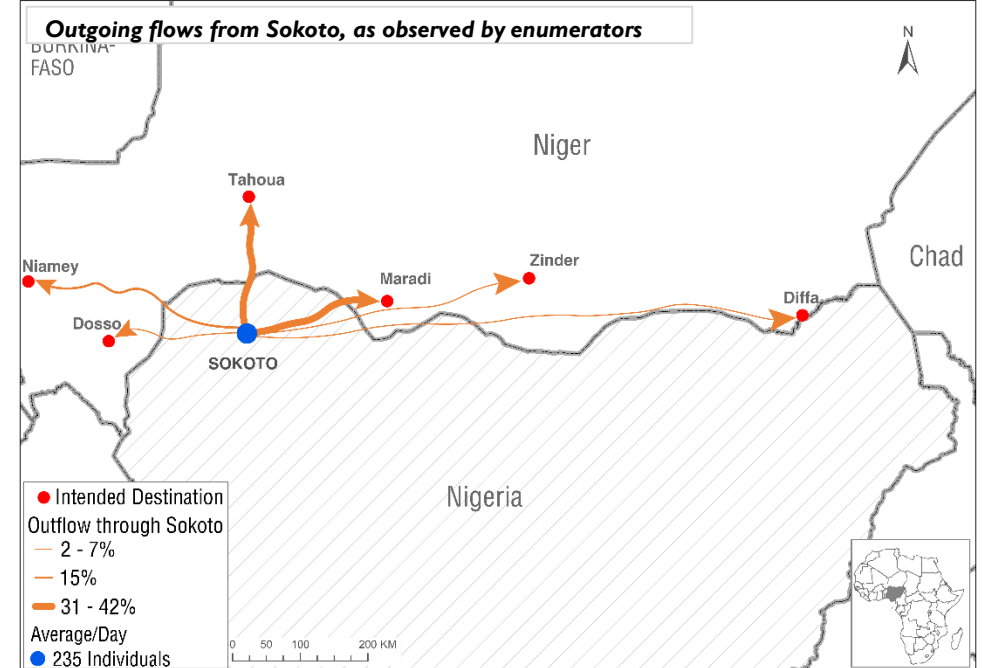 Outgoing flows from Sokoto, as observed by enumerators
BURKINA-
FASO
N
Niger
Tahoua
Chad
Niamey
Maradi
Zinder
Dosso
Diffa
SOKOTO
Nigeria
Intended Destination
Outflow through Sokoto
2 - 7%
15%
31 - 42%
Average/Day
235 Individuals
0 50 100 200 KM